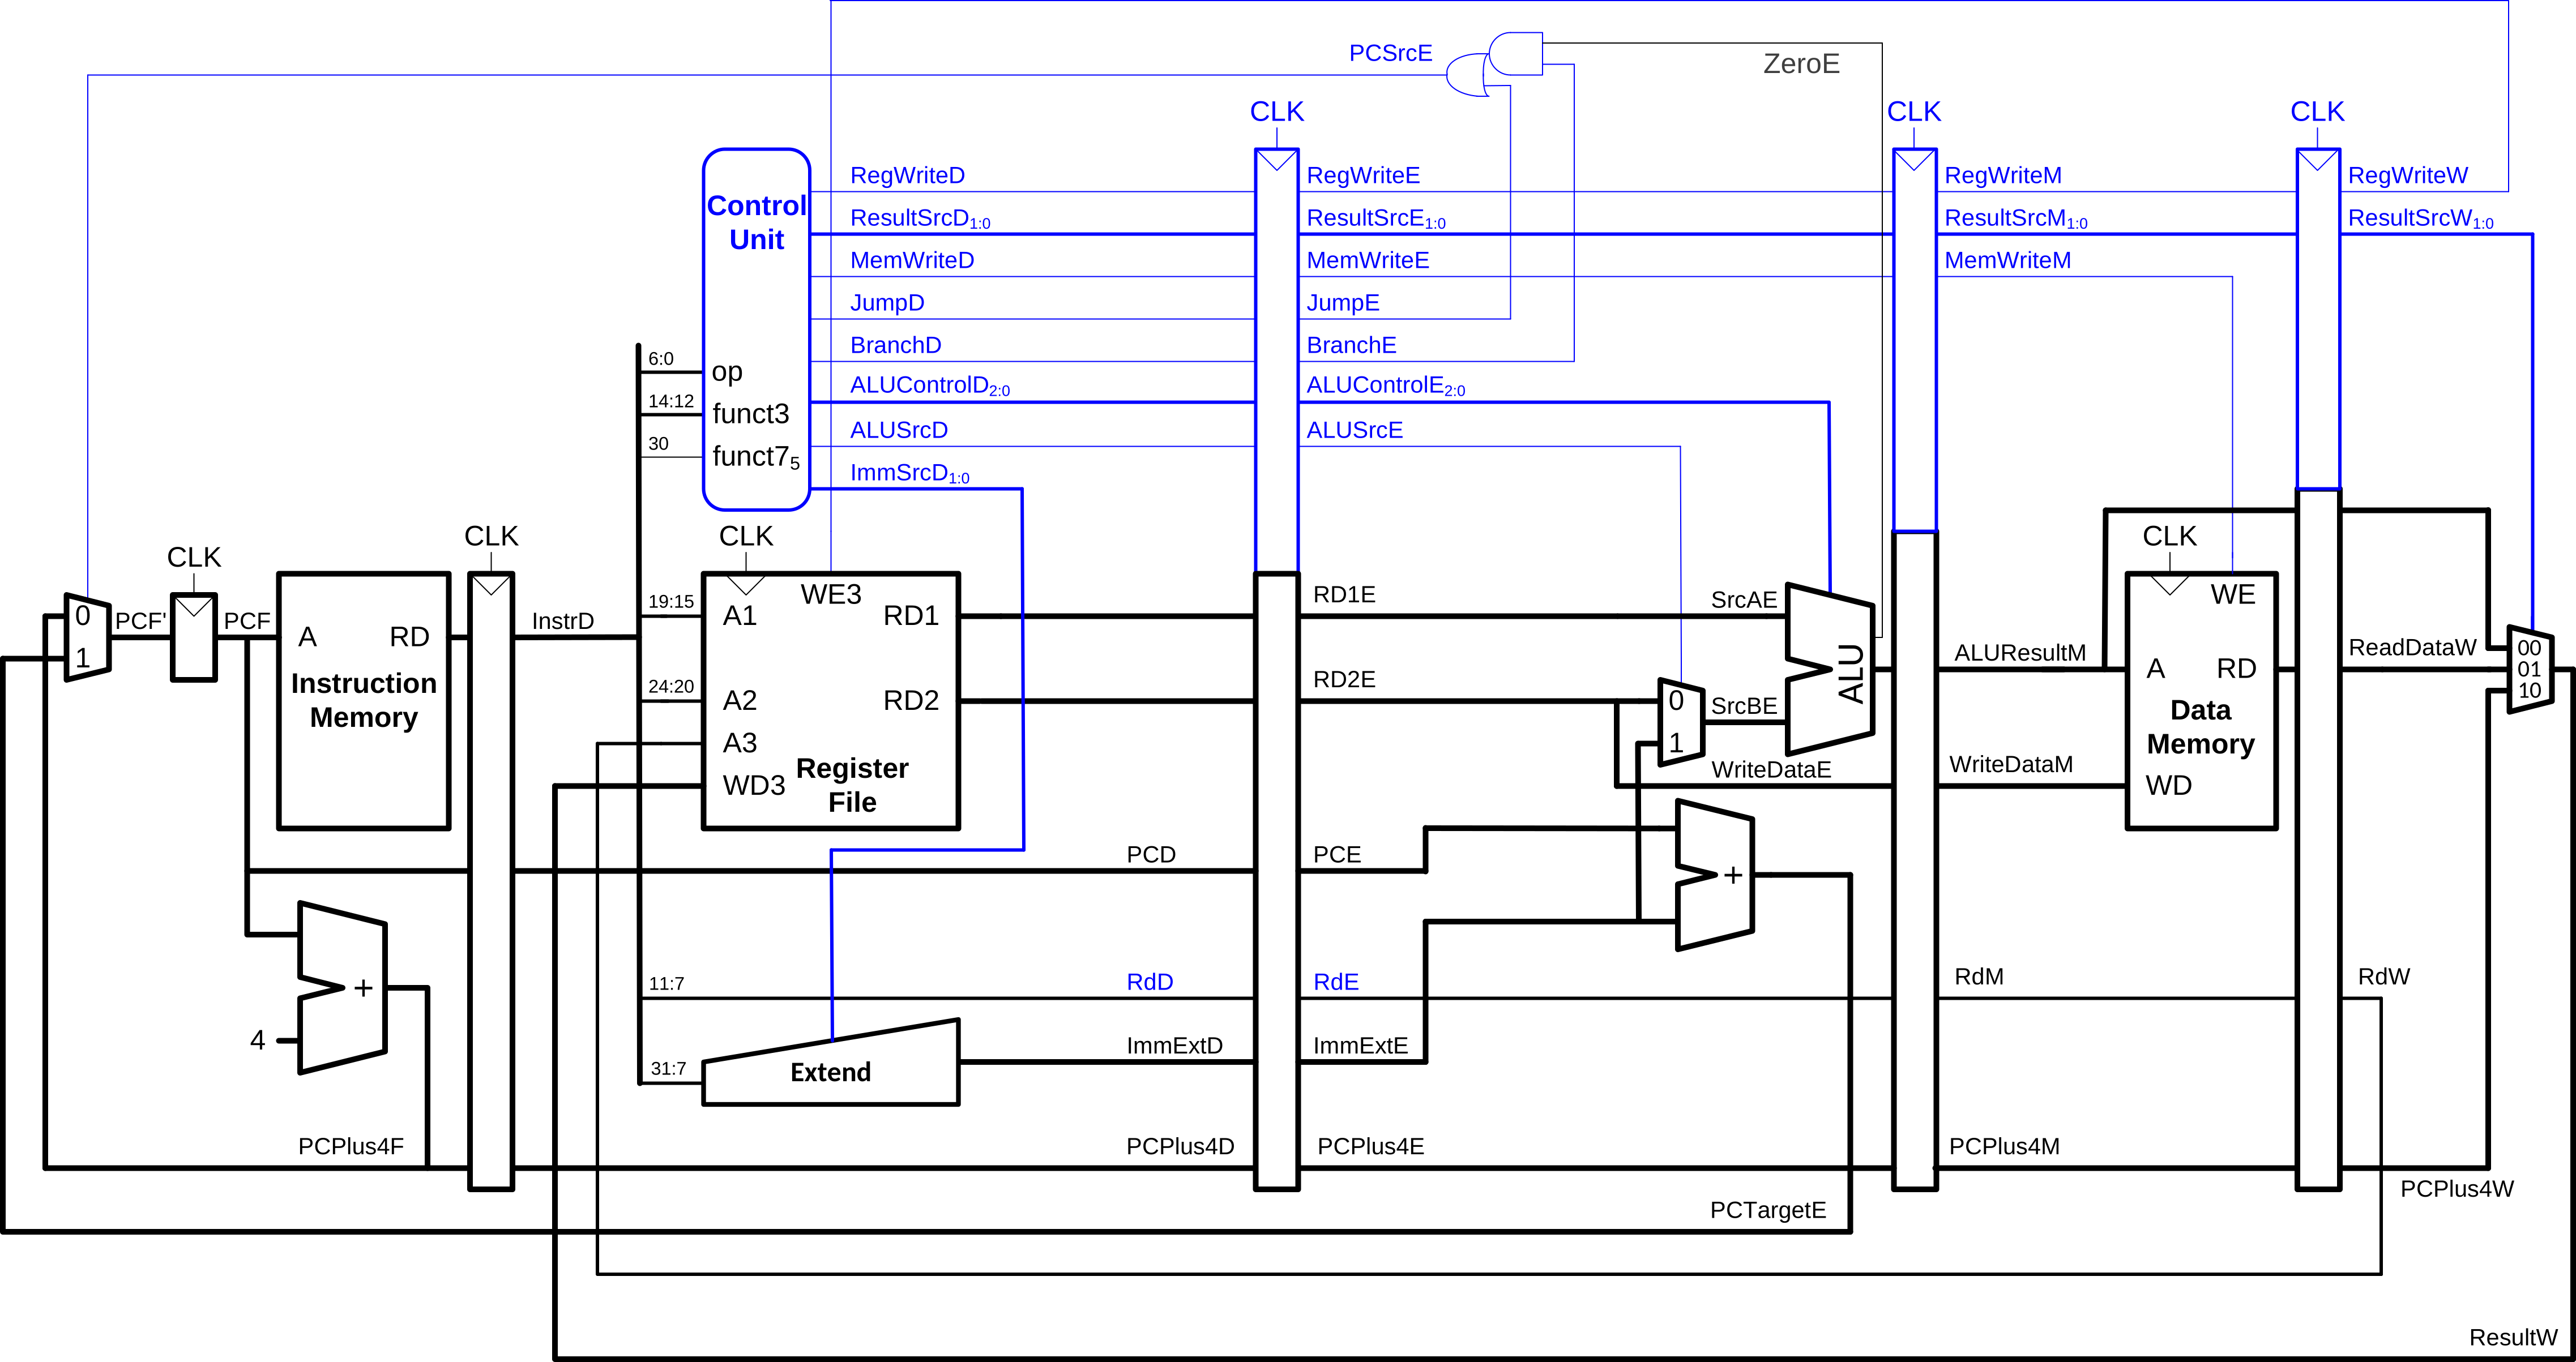 PCSrcE
ZeroE
CLK
CLK
CLK
Control
Unit
op
funct3
funct7₅
6:0
14:12
30
RegWriteD
ResultSrcD₁:₀
MemWriteD
JumpD
BranchD
ALUControlD₂:₀
ALUSrcD
ImmSrcD₁:₀
RegWriteE
ResultSrcE₁:₀
MemWriteE
JumpE
BranchE
ALUControlE₂:₀
ALUSrcE
RegWriteM
ResultSrcM₁:₀
MemWriteM
RegWriteW
ResultSrcW₁:₀
0
1
PCF'
CLK
PCF
A
RD
Instruction
Memory
CLK
InstrD
19:15
24:20
CLK
WE3
A1
RD1
A2
RD2
A3
WD3
Register
File
RD1E
RD2E
SrcAE
0
1
SrcBE
ALU
WriteDataE
ALUResultM
WriteDataM
CLK
WE
A
RD
Data
Memory
WD
ReadDataW
00
01
10
PCD
PCE
+
+
4
11:7
RdD
RdE
RdM
RdW
31:7
Extend
ImmExtD
ImmExtE
PCPlus4F
PCPlus4D
PCPlus4E
PCPlus4M
PCPlus4W
PCTargetE
ResultW